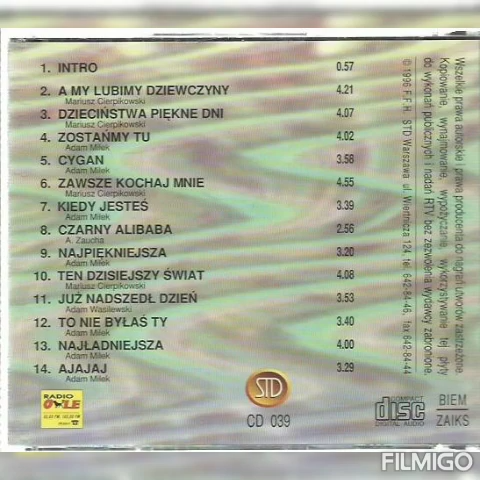 1. INTRO 0.57
2. A MY LUBIMY DZIEWCZYNY 4.21
Mariusz Cierpikowski
3. DZIECIŃSTWA PIĘKNE DNI 4.07
Mariusz Cierpikowski
4. ZOSTAŃMY TU 4.02
Adam Miłek
5. CYGAN 3.58
Adam Miłek
6. ZAWSZE KOCHAJ MNIE 4.55
Mariusz Cierpikowski
7. KIEDY JESTEŚ 3.39
Adam Miłek
8. CZARNY ALIBABA 2.56
A. Zaucha
9. NAJPIĘKNIEJSZA 3.20
Adam Miłek
10. TEN DZISIEJSZY ŚWIAT 4.08
Mariusz Cierpikowski
11. JUŻ NADSZEDŁ DZIEŃ 3.53
Adam Wasilewski
12. TO NIE BYŁAŚ TY 3.40
Adam Miłek
13. NAJŁADNIEJSZA 4.00
Adam Miłek
14. AJAJAJ 3.29
Adam Miłek
RADIO
STD
CD 039
COMPACT
disc
DIGITAL AUDIO
BIEM
ZAIKS
Wszelkie prawa autorskie i prawa producenta do nagrań utworów zastrzeżone.
Kopiowanie, wynajmowanie, wypożyczanie, wykorzystywanie tej płyty
do wykonań publicznych i nadań RTV bez zezwolenia wydawcy zabronione.
© 1996 F.F.H. STD Warszawa ul. Wiertnicza 124, tel. 642-84-46, fax 642-84-44
FILMIGO